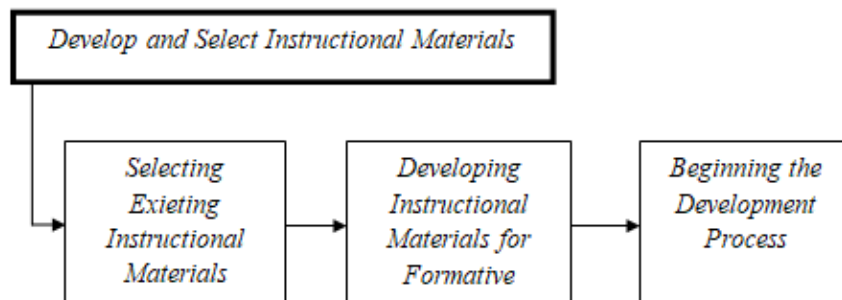 Develop and Select Instructional Materials
Selecting
Exieting
Instructional
Materials
Developing
Instructional
Materials for
Formative
Beginning the
Development
Process